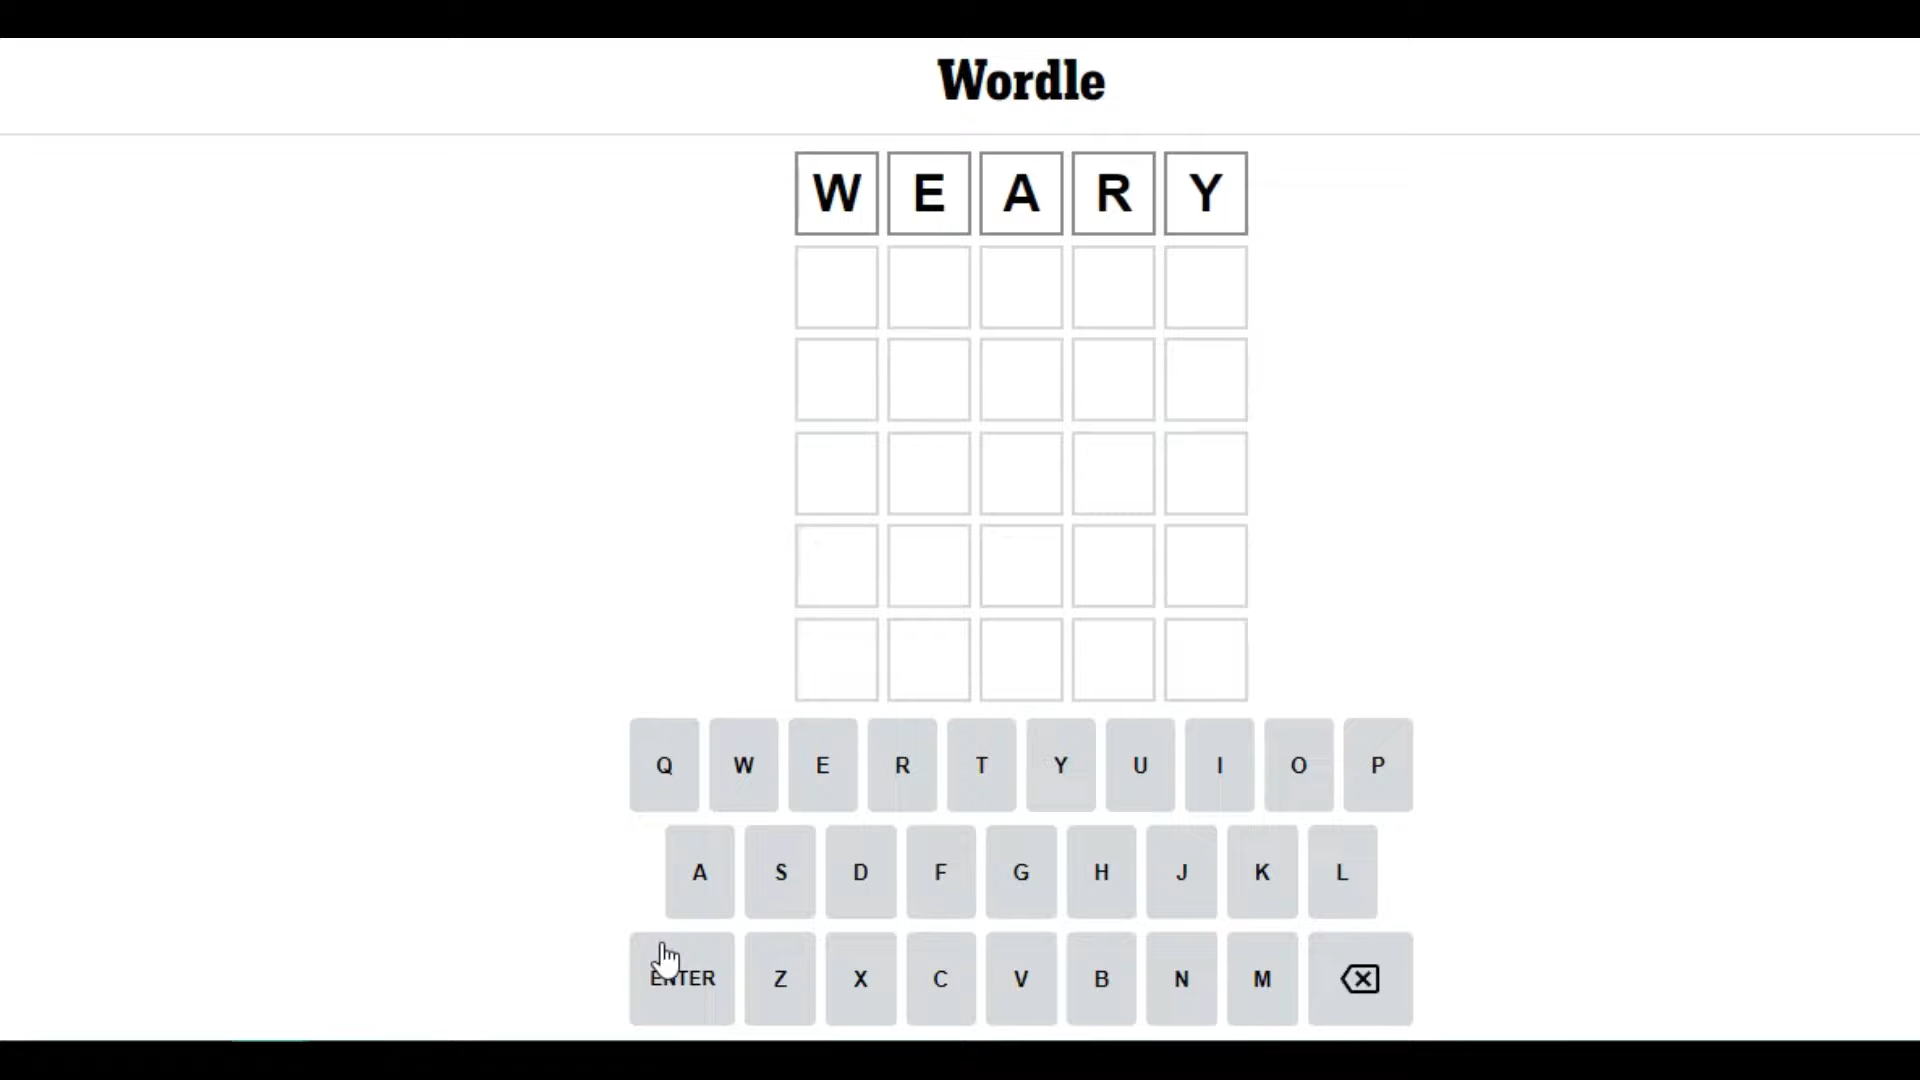 Wordle
W E A R Y
Q W E R T Y U I O P
A S D F G H J K L
ENTER Z X C V B N M